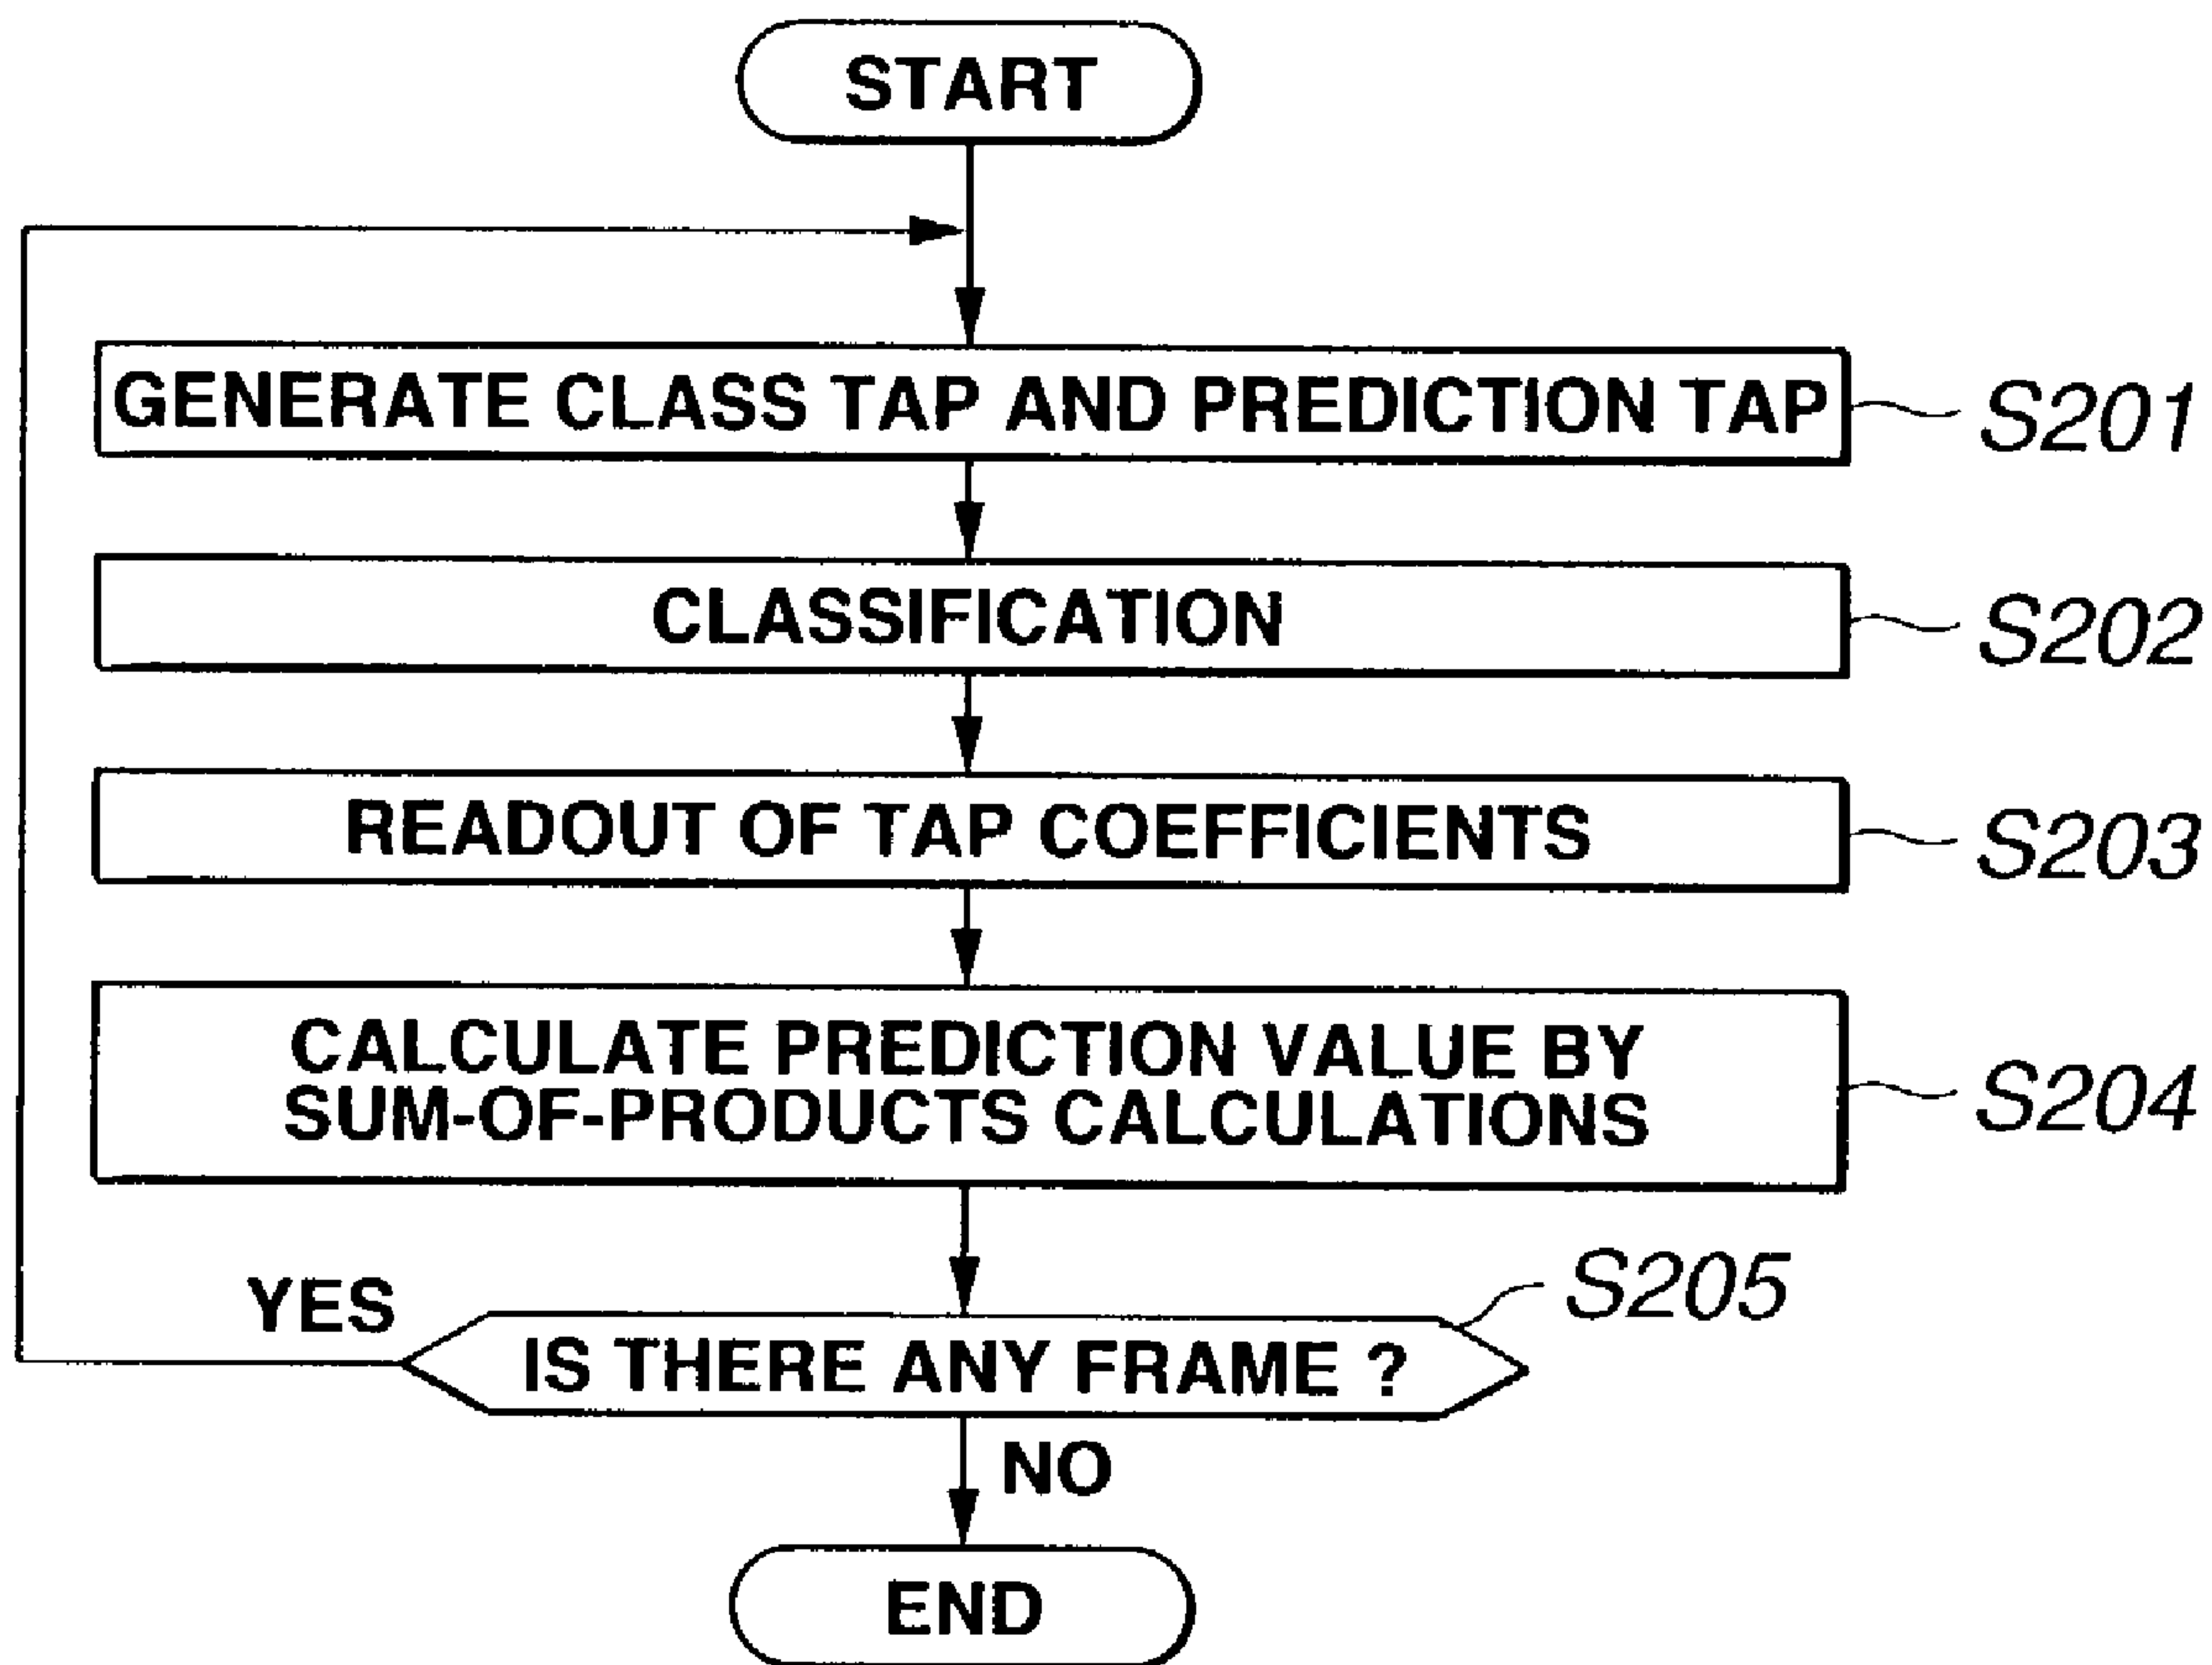 START
GENERATE CLASS TAP AND PREDICTION TAP
S201
CLASSIFICATION
S202
READOUT OF TAP COEFFICIENTS
S203
CALCULATE PREDICTION VALUE BY
SUM-OF-PRODUCTS CALCULATIONS
S204
S205
YES
IS THERE ANY FRAME ?
NO
END